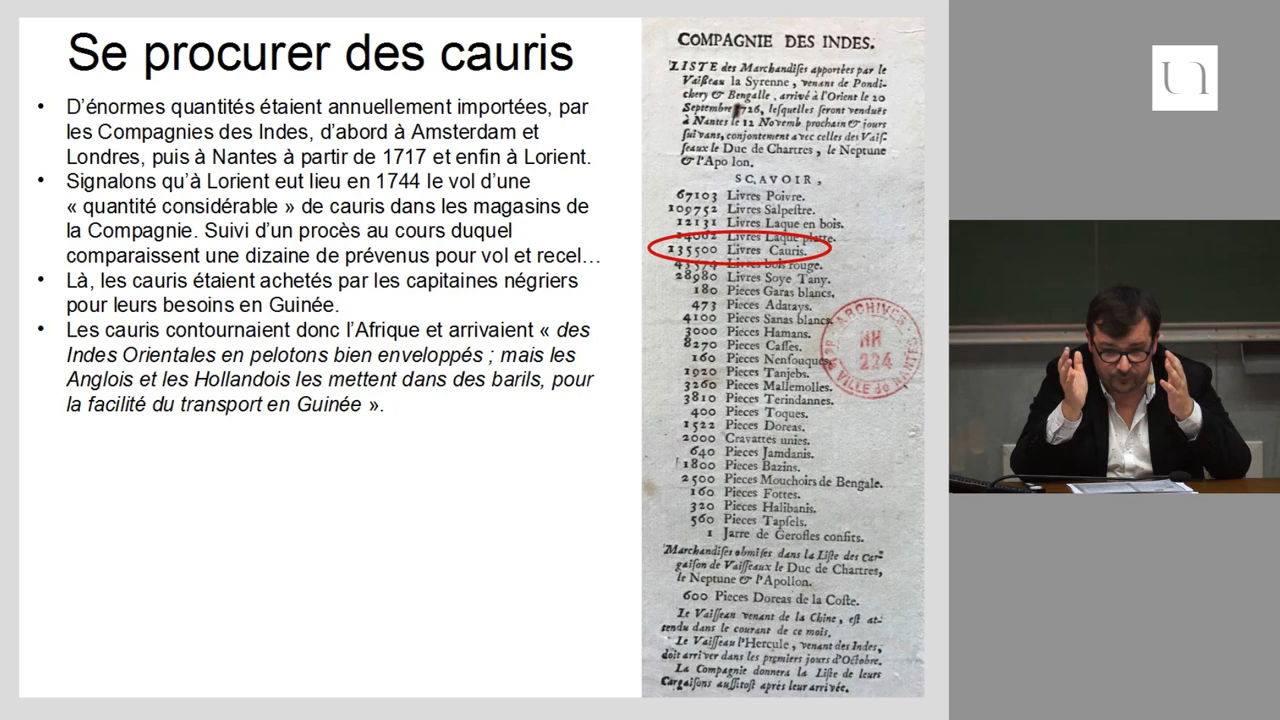 Se procurer des cauris
• D'énormes quantités étaient annuellement importées, par
les Compagnies des Indes, d'abord à Amsterdam et
Londres, puis à Nantes à partir de 1717 et enfin à Lorient.
• Signalons qu'à Lorient eut lieu en 1744 le vol d'une
« quantité considérable » de cauris dans les magasins de
la Compagnie. Suivi d'un procès au cours duquel
comparaissent une dizaine de prévenus pour vol et recel…
• Là, les cauris étaient achetés par les capitaines négriers
pour leurs besoins en Guinée.
• Les cauris contournaient donc l'Afrique et arrivaient « des
Indes Orientales en pelotons bien enveloppés ; mais les
Anglois et les Hollandois les mettent dans des barils, pour
la facilité du transport en Guinée ».
COMPAGNIE DES INDES.
LISTE des Marchandises apportées par le
Vaisseau la Syrenne, venant de Pondi-
chery & Bengalle, arrivé à l'Orient le 20
Septembre 1726, lesquelles seront vendues
à Nantes le 12 Novemb. prochain & jours
suivans, conjontement avec celles des Vais-
seaux le Duc de Chartres, le Neptune
& l'Apo lon.
SCAVOIR,
67103 Livres Poivre.
109752 Livres Salpestre.
12131 Livres Laque en bois.
14062 Livres Laque platte.
135500 Livres Cauris.
43574 Livres bois rouge.
28980 Livres Soye Tany.
180 Pieces Garas blancs.
473 Pieces Adatays.
4100 Pieces Sanas blancs.
3000 Pieces Hamans.
8270 Pieces Casses.
160 Pieces Nenfouques.
1920 Pieces Tanjebs.
3260 Pieces Mallemolles.
3810 Pieces Terindannes.
400 Pieces Toques.
1522 Pieces Doreas.
2000 Cravattes unies.
640 Pieces Jamdanis.
1800 Pieces Bazins.
2500 Pieces Mouchoirs de Bengale.
160 Pieces Fottes.
320 Pieces Halibanis.
560 Pieces Tapsels.
1 Jarre de Gerofles confits.
Marchandises obmises dans la Liste des Car-
gaison de Vaisseaux le Duc de Chartres,
le Neptune & l'Apollon.
600 Pieces Doreas de la Coste.
Le Vaisseau venant de la Chine, est at-
tendu dans le courant de ce mois.
Le Vaisseau l'Hercule, venant des Indes,
doit arriver dans les premiers jours d'Octobre.
La Compagnie donnera la Liste de leurs
Cargaisons aussitost après leur arrivée.
ARCHIVES
HH
224
VILLE de NANTES